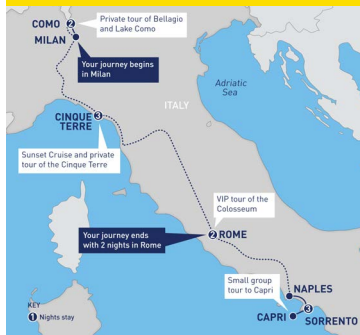 Private tour of Bellagio
and Lake Como
COMO
2
MILAN
Your journey begins
in Milan
Adriatic
Sea
ITALY
CINQUE
TERRE
3
Sunset Cruise and private
tour of the Cinque Terre
VIP tour of the
Colosseum
Your journey ends
with 2 nights in Rome
2 ROME
Small group
tour to Capri
NAPLES
3
CAPRI
SORRENTO
KEY
1 Nights stay